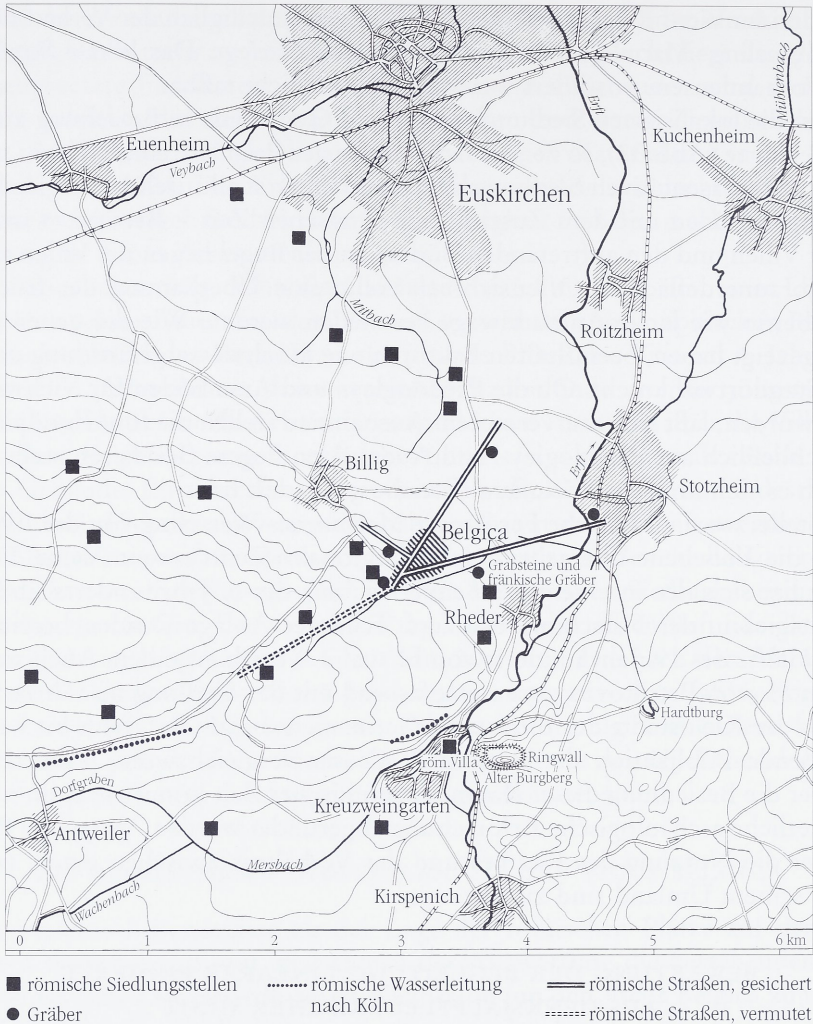 Erft
Mühlenbach
Kuchenheim
Euenheim
Veybach
Euskirchen
Mitbach
Roitzheim
Billig
Erft
Stotzheim
Belgica
Grabsteine und
fränkische Gräber
Rheder
Hardtburg
röm. Villa
Ringwall
Alter Burgberg
Dorfgraben
Kreuzweingarten
Antweiler
Mersbach
Wachenbach
Kirspenich
0 1 2 3 4 5 6 km
römische Siedlungsstellen
Gräber
römische Wasserleitung
nach Köln
römische Straßen, gesichert
römische Straßen, vermutet